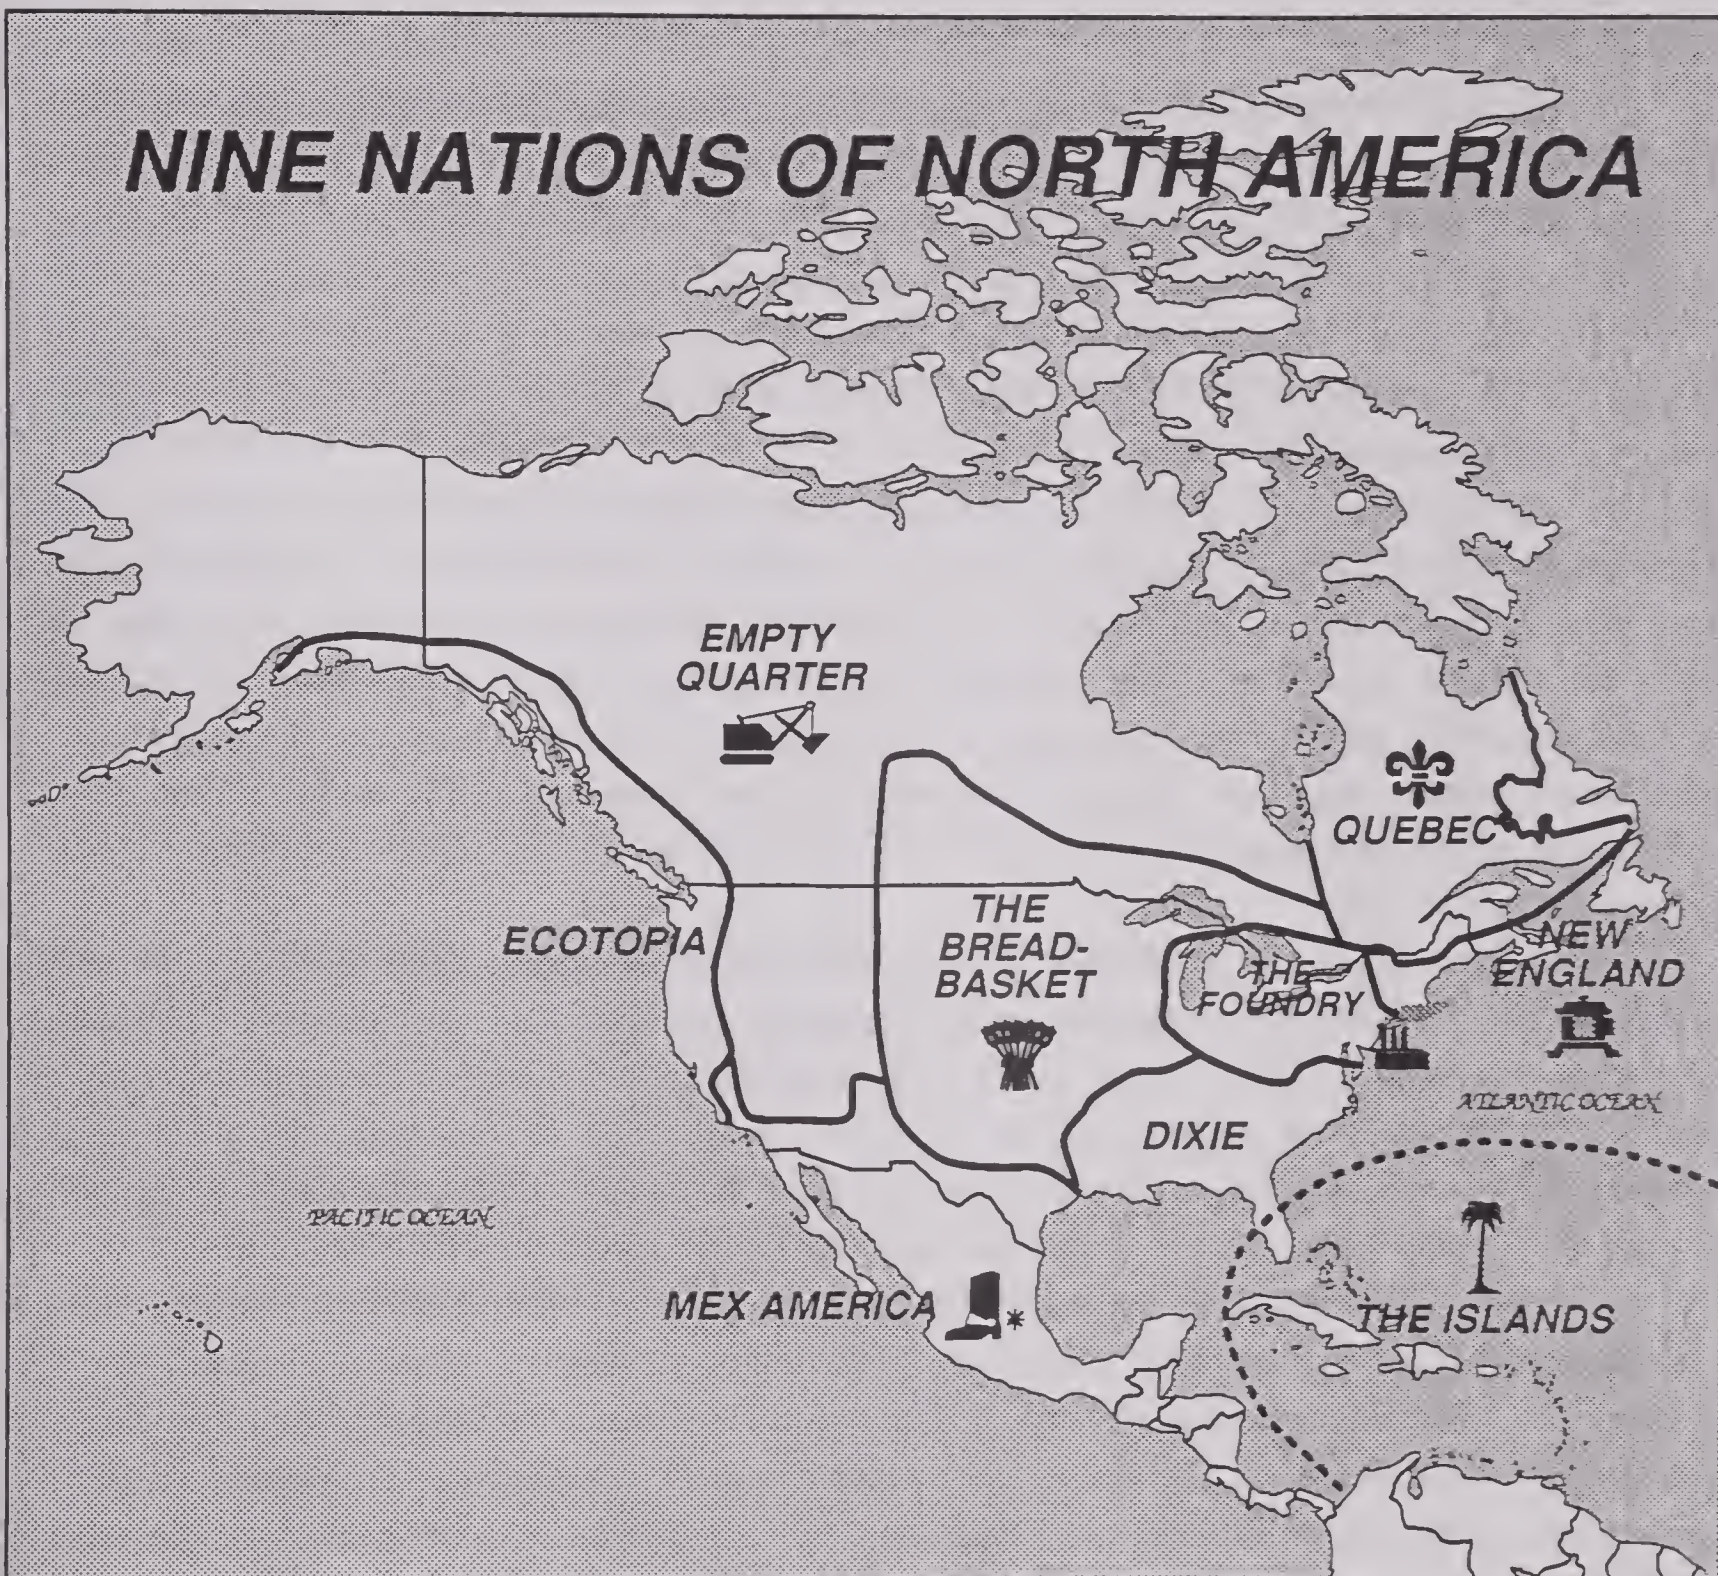 NINE NATIONS OF NORTH AMERICA
EMPTY
QUARTER
QUEBEC
ECOTOPIA
THE
BREAD-
BASKET
THE
FOUNDRY
NEW
ENGLAND
ATLANTIC OCEAN
DIXIE
PACIFIC OCEAN
MEX AMERICA
*
THE ISLANDS